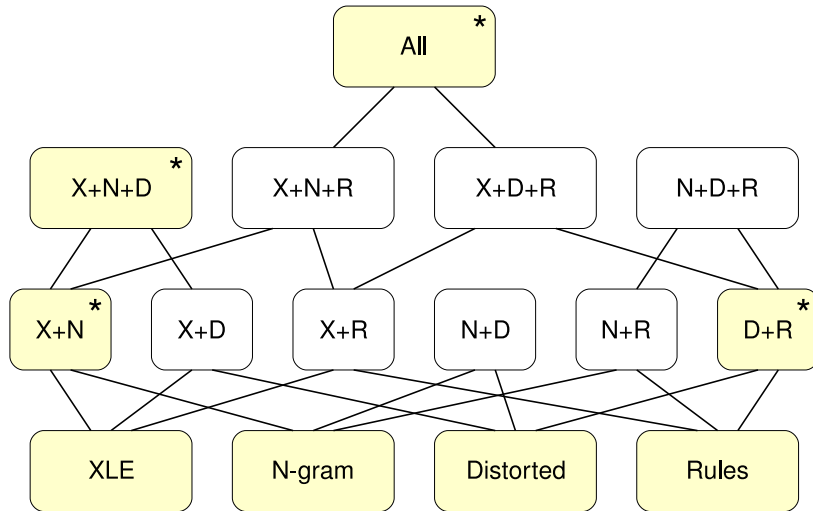 All *
X+N+D *
X+N+R
X+D+R
N+D+R
X+N *
X+D
X+R
N+D
N+R
D+R *
XLE
N-gram
Distorted
Rules